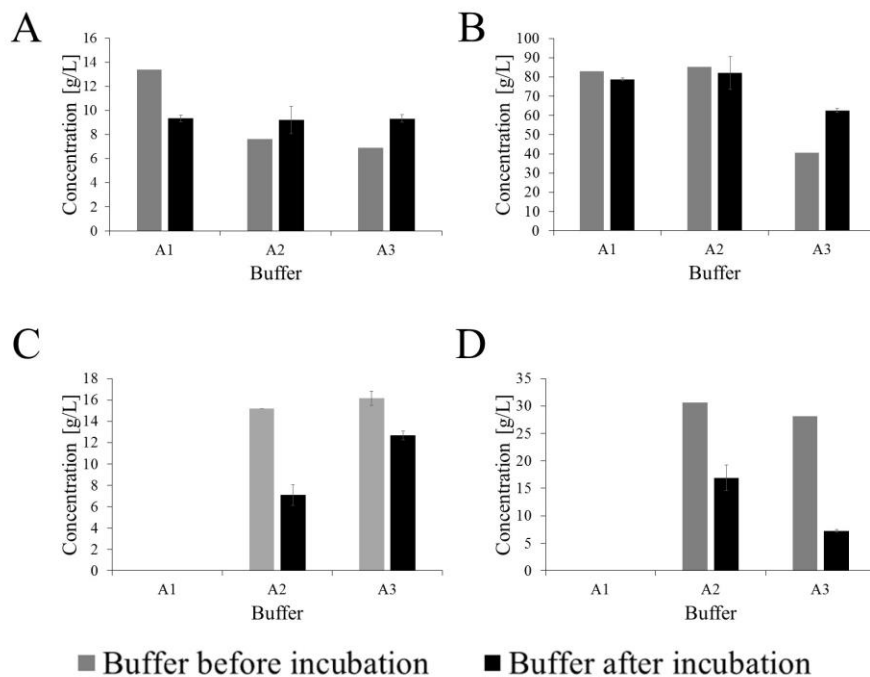 A
Concentration [g/L]
16
14
12
10
8
6
4
2
0
A1 A2 A3
Buffer
B
Concentration [g/L]
100
90
80
70
60
50
40
30
20
10
0
A1 A2 A3
Buffer
C
Concentration [g/L]
18
16
14
12
10
8
6
4
2
0
A1 A2 A3
Buffer
D
Concentration [g/L]
35
30
25
20
15
10
5
0
A1 A2 A3
Buffer
Buffer before incubation Buffer after incubation